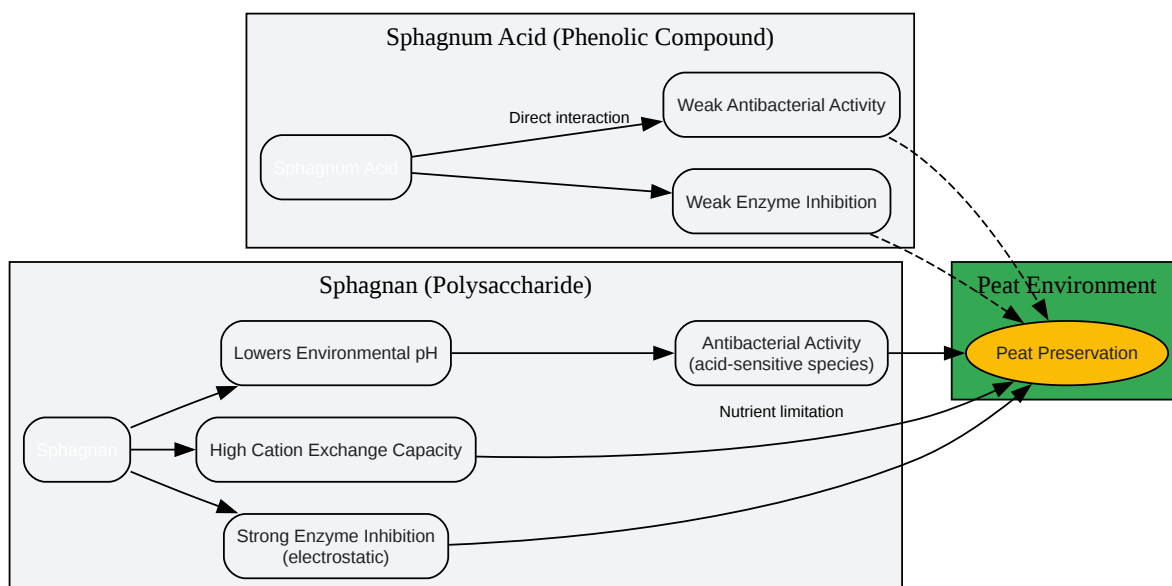 Sphagnum Acid (Phenolic Compound)
Sphagnum Acid
Direct interaction
Weak Antibacterial Activity
Weak Enzyme Inhibition
Sphagnan (Polysaccharide)
Sphagnan
Lowers Environmental pH
High Cation Exchange Capacity
Strong Enzyme Inhibition
(electrostatic)
Antibacterial Activity
(acid-sensitive species)
Nutrient limitation
Peat Environment
Peat Preservation